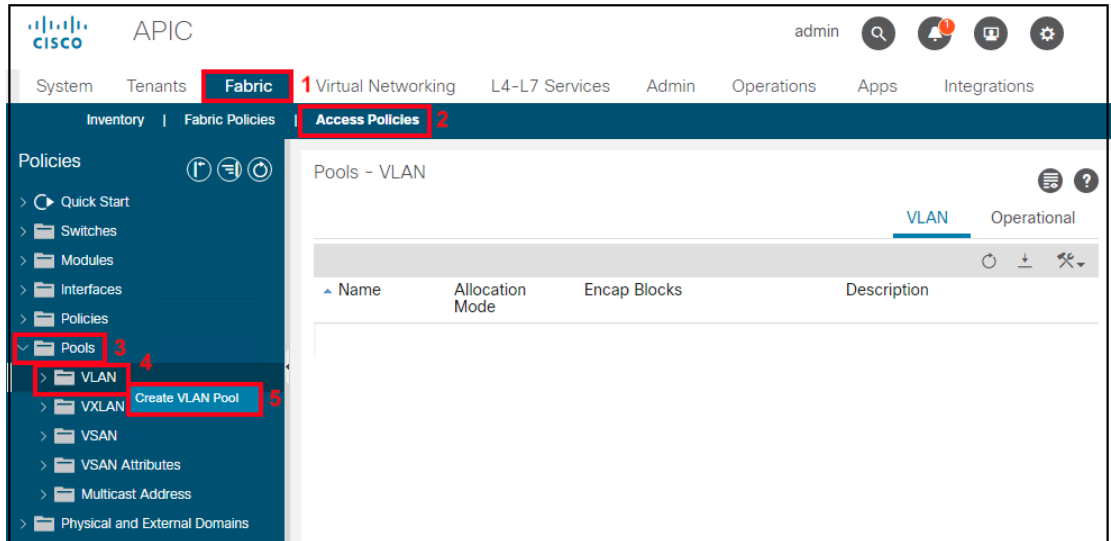 CISCO APIC admin 1
System Tenants Fabric 1 Virtual Networking L4-L7 Services Admin Operations Apps Integrations
Inventory | Fabric Policies | Access Policies 2
Policies
Quick Start
Switches
Modules
Interfaces
Policies
Pools 3
4
VLAN
Create VLAN Pool 5
VXLAN
VSAN
VSAN Attributes
Multicast Address
Physical and External Domains
Pools - VLAN
?
VLAN Operational
Name Allocation Mode Encap Blocks Description